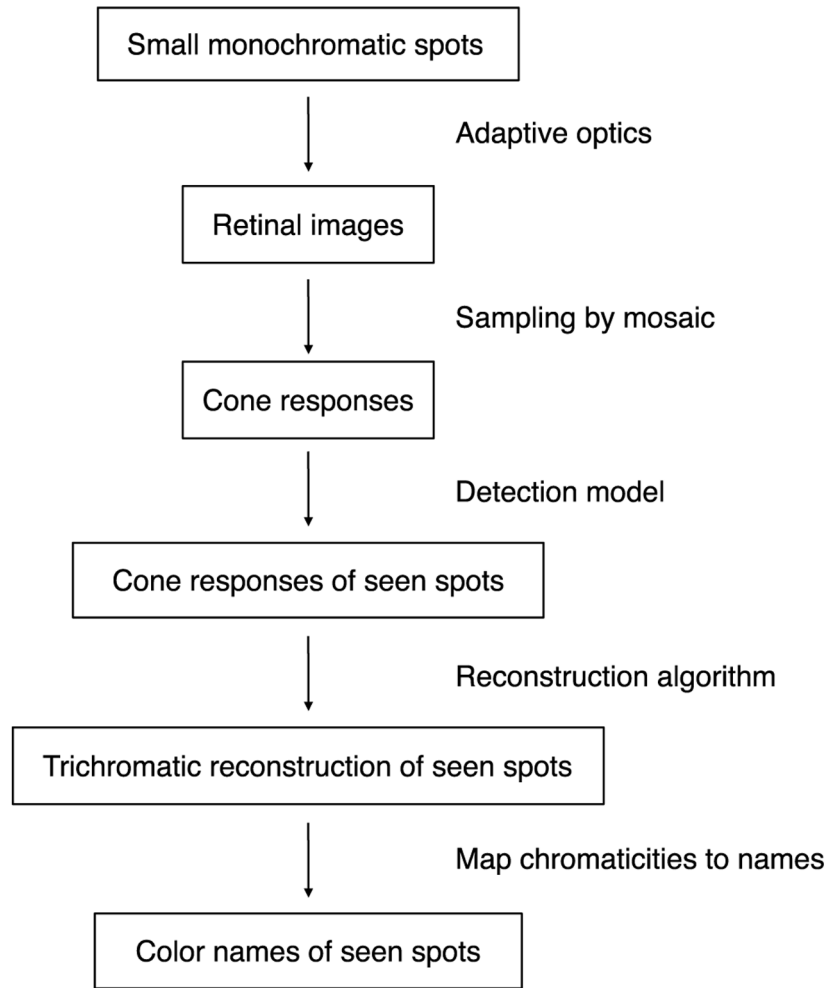 Small monochromatic spots
Adaptive optics
Retinal images
Sampling by mosaic
Cone responses
Detection model
Cone responses of seen spots
Reconstruction algorithm
Trichromatic reconstruction of seen spots
Map chromaticities to names
Color names of seen spots